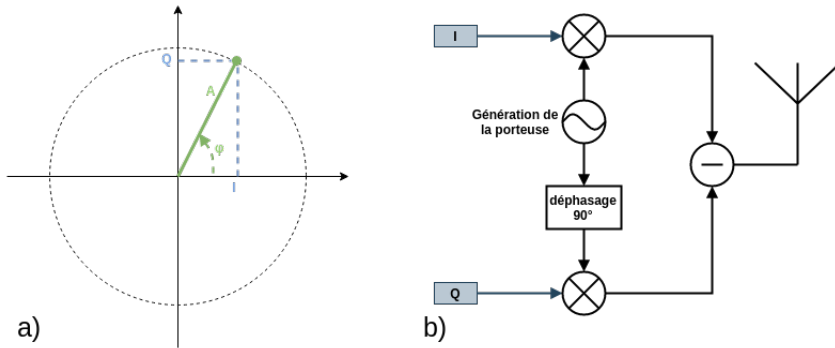 Q
A
φ
I
a)
I
Génération de
la porteuse
déphasage
90°
Q
b)